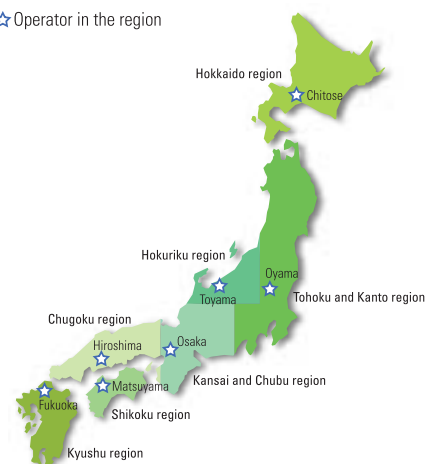 Operator in the region
Hokkaido region
Chitose
Hokuriku region
Oyama
Toyama
Tohoku and Kanto region
Chugoku region
Hiroshima
Osaka
Kansai and Chubu region
Matsuyama
Fukuoka
Shikoku region
Kyushu region